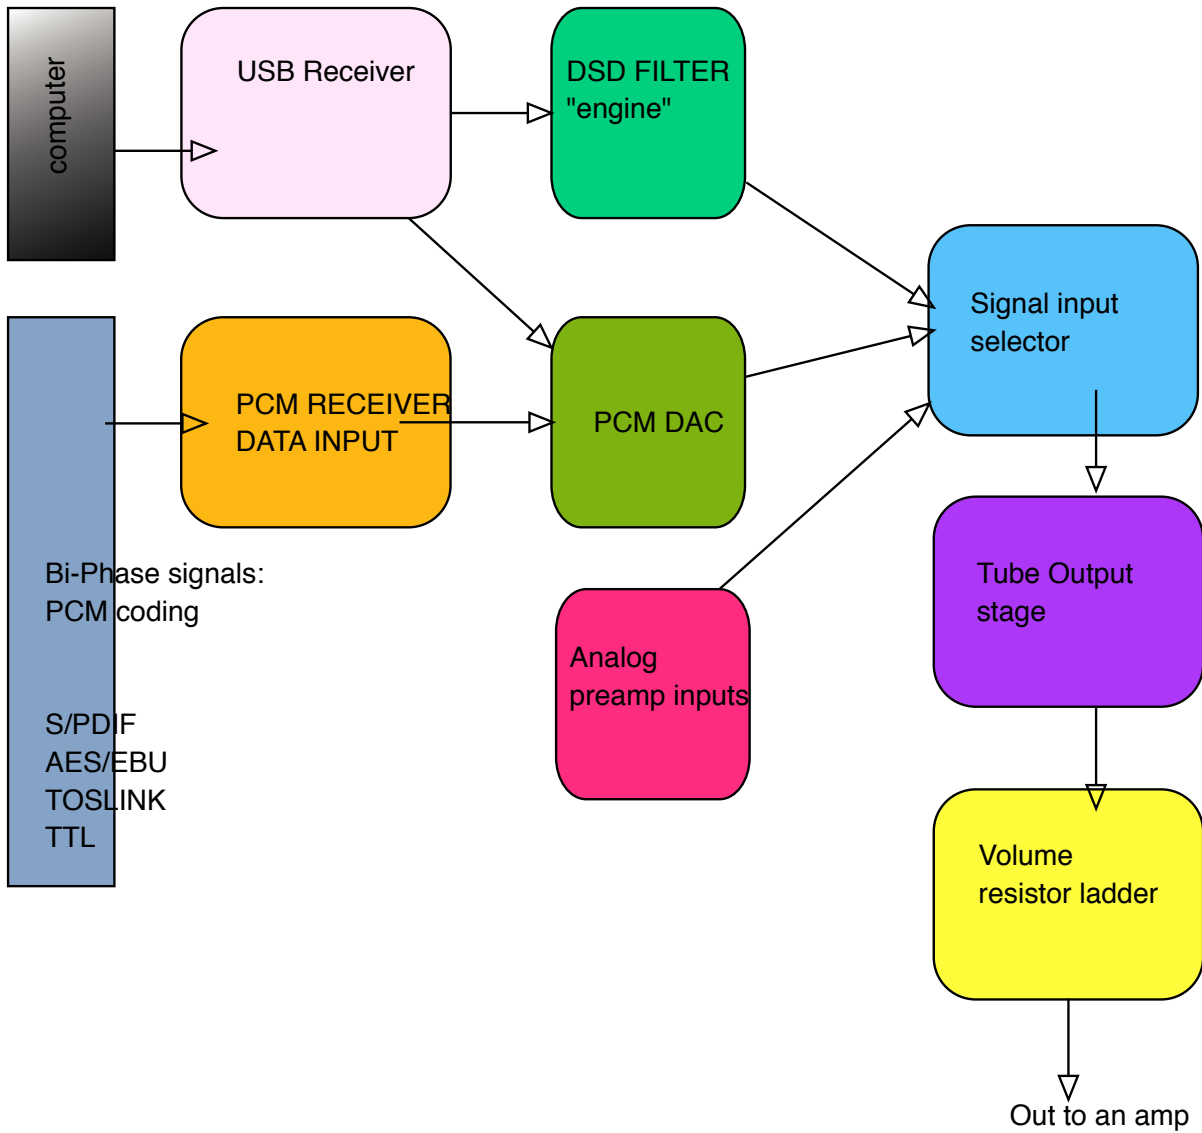 computer
USB Receiver
DSD FILTER
"engine"
Signal input
selector
PCM RECEIVER
DATA INPUT
PCM DAC
Bi-Phase signals:
PCM coding
S/PDIF
AES/EBU
TOSLINK
TTL
Analog
preamp inputs
Tube Output
stage
Volume
resistor ladder
Out to an amp